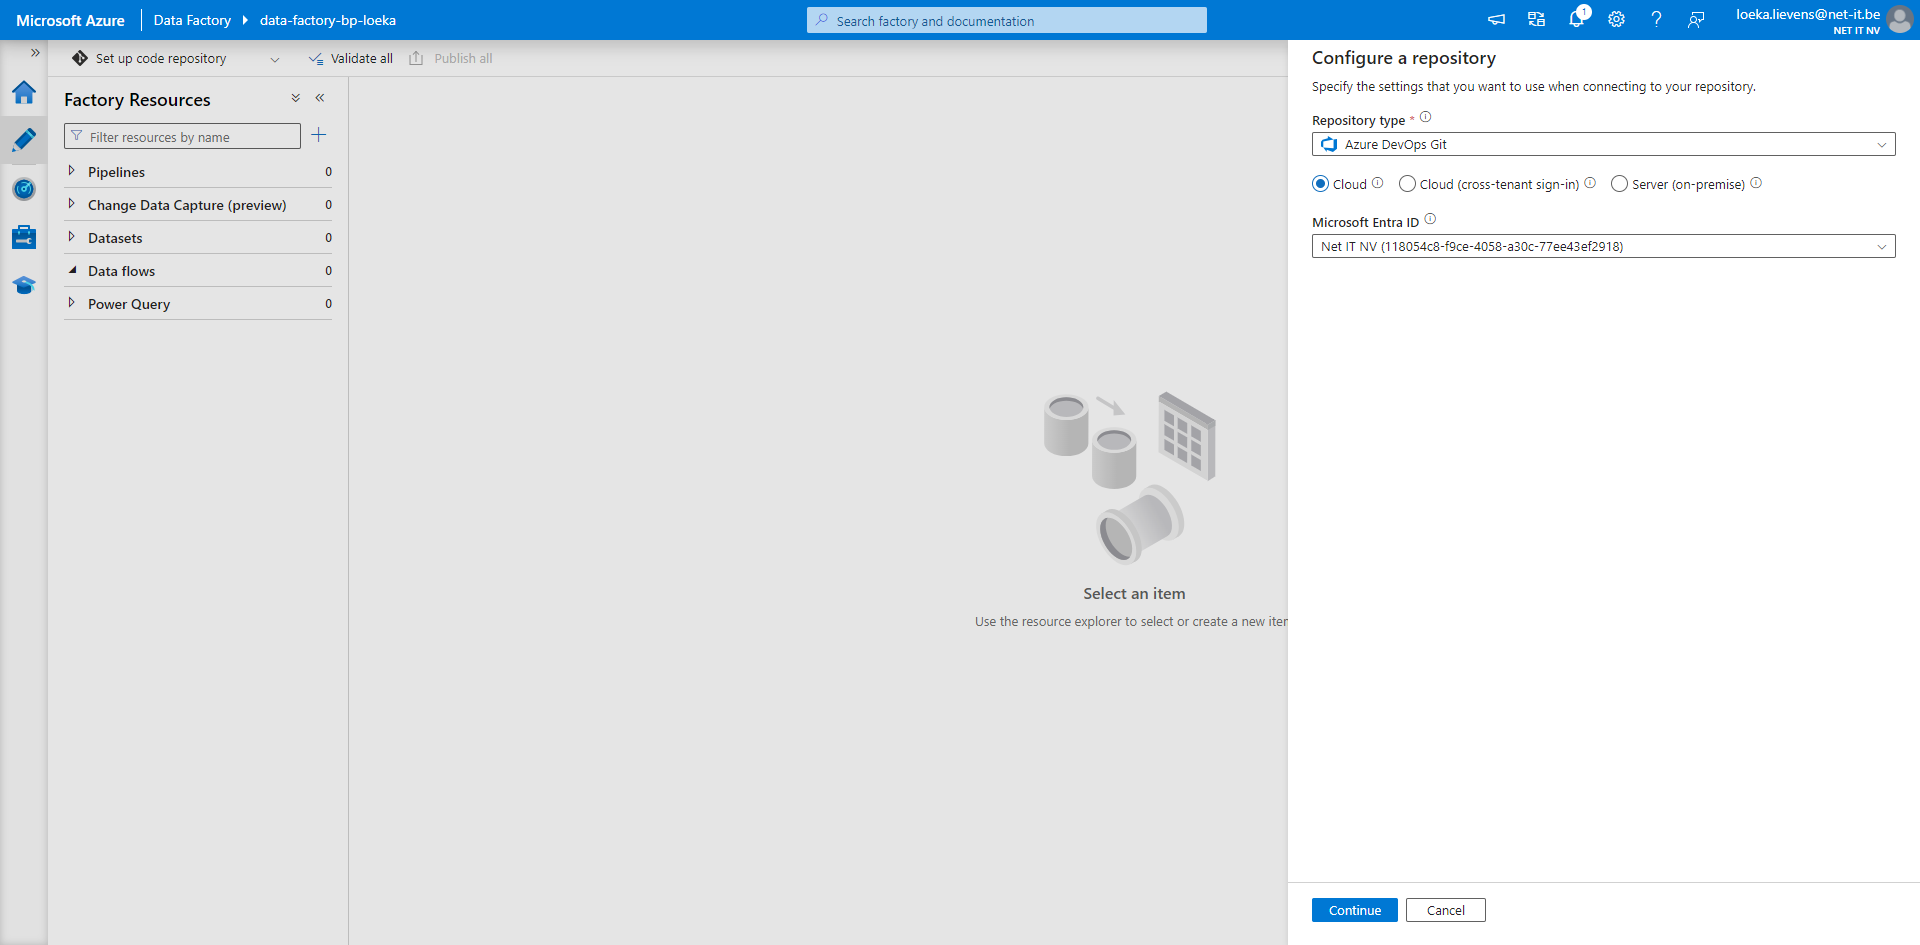 Microsoft Azure
Data Factory
data-factory-bp-loeka
Search factory and documentation
1
loeka.lievens@net-it.be
NET IT NV
Set up code repository
Validate all
Publish all
Factory Resources
Filter resources by name
Pipelines 0
Change Data Capture (preview) 0
Datasets 0
Data flows 0
Power Query 0
Select an item
Use the resource explorer to select or create a new iter
Configure a repository
Specify the settings that you want to use when connecting to your repository.
Repository type *
Azure DevOps Git
Cloud
Cloud (cross-tenant sign-in)
Server (on-premise)
Microsoft Entra ID
Net IT NV (118054c8-f9ce-4058-a30c-77ee43ef2918)
Continue
Cancel